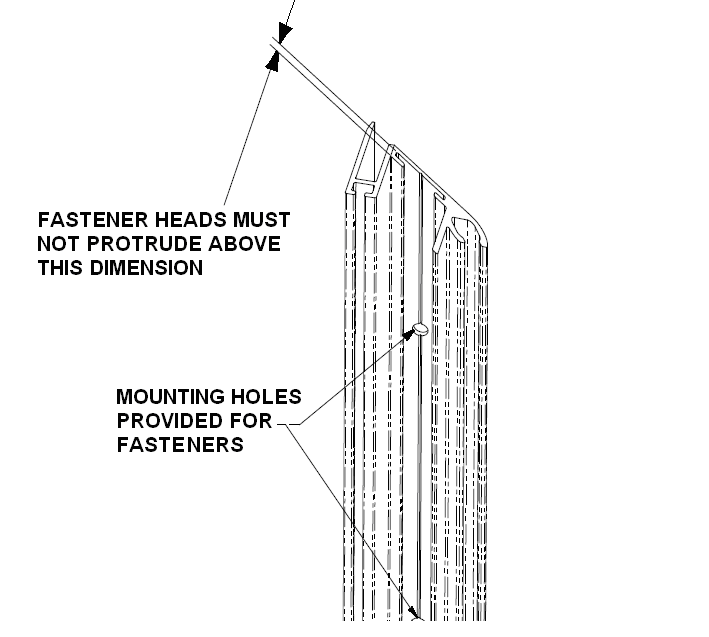 FASTENER HEADS MUST
NOT PROTRUDE ABOVE
THIS DIMENSION
MOUNTING HOLES
PROVIDED FOR
FASTENERS